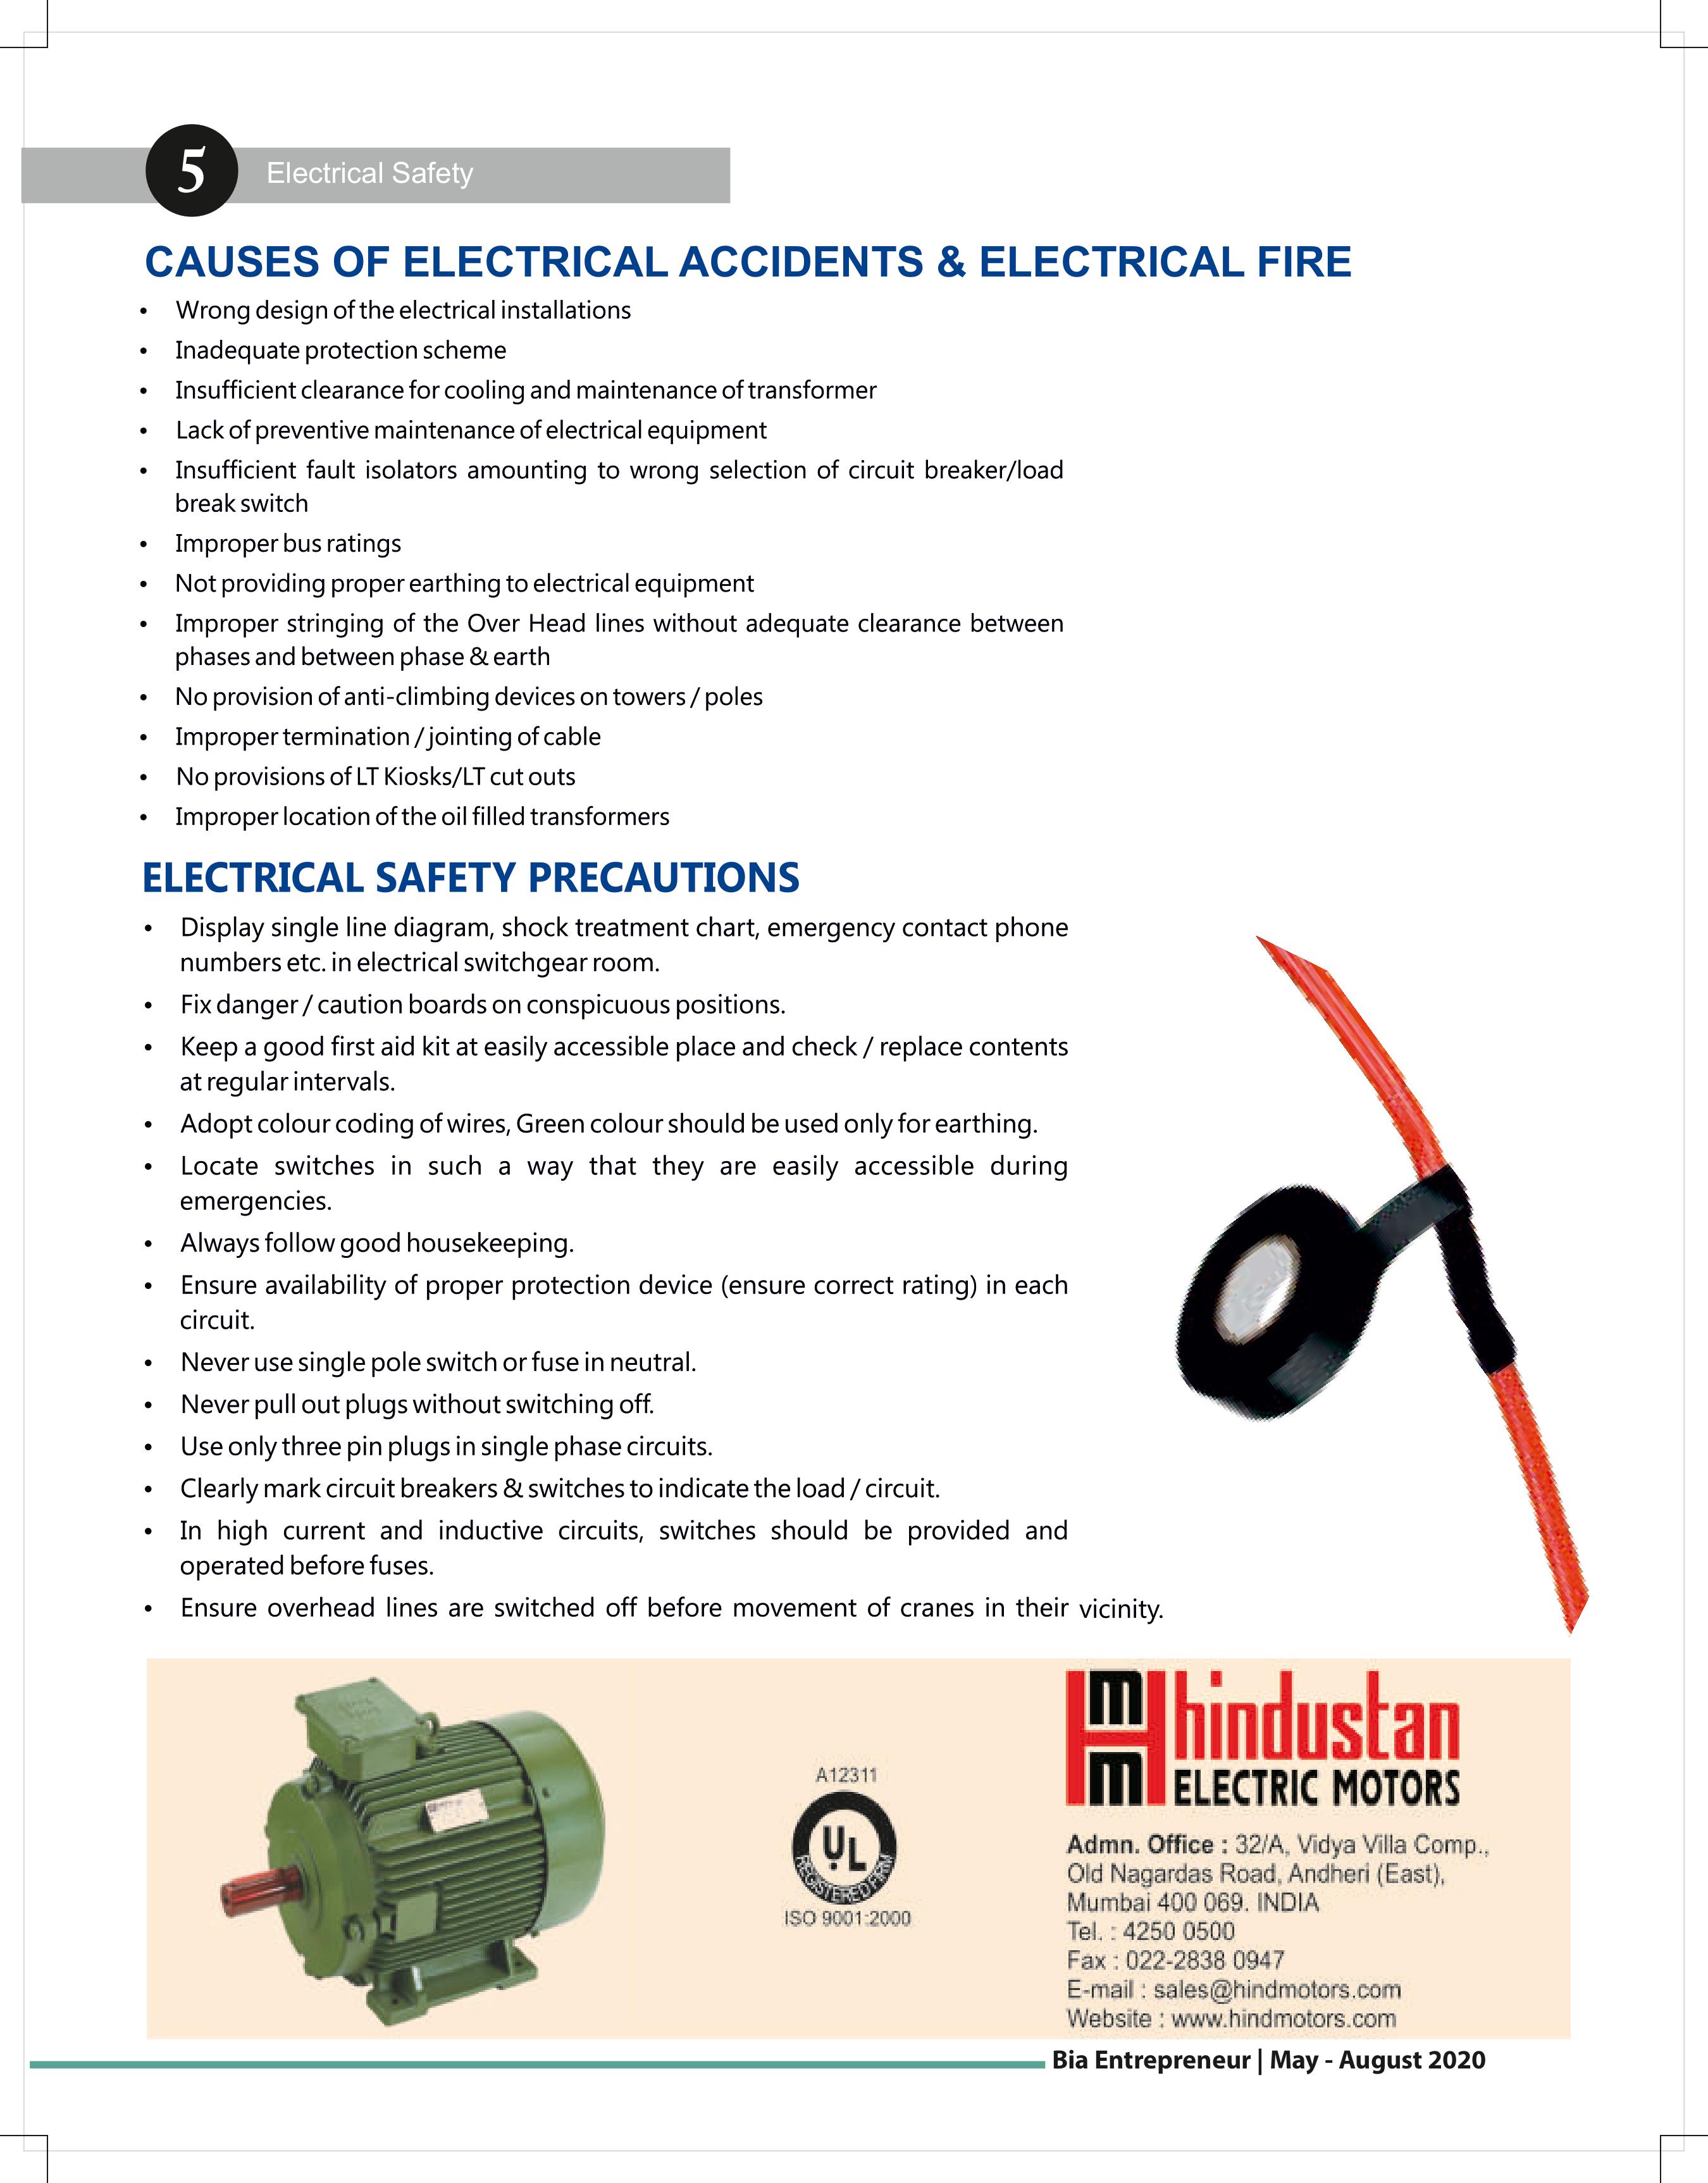 5
Electrical Safety
CAUSES OF ELECTRICAL ACCIDENTS & ELECTRICAL FIRE
• Wrong design of the electrical installations
• Inadequate protection scheme
• Insufficient clearance for cooling and maintenance of transformer
• Lack of preventive maintenance of electrical equipment
• Insufficient fault isolators amounting to wrong selection of circuit breaker/load
break switch
• Improper bus ratings
• Not providing proper earthing to electrical equipment
• Improper stringing of the Over Head lines without adequate clearance between
phases and between phase & earth
• No provision of anti-climbing devices on towers / poles
• Improper termination / jointing of cable
• No provisions of LT Kiosks/LT cut outs
• Improper location of the oil filled transformers
ELECTRICAL SAFETY PRECAUTIONS
• Display single line diagram, shock treatment chart, emergency contact phone
numbers etc. in electrical switchgear room.
• Fix danger / caution boards on conspicuous positions.
• Keep a good first aid kit at easily accessible place and check / replace contents
at regular intervals.
• Adopt colour coding of wires, Green colour should be used only for earthing.
• Locate switches in such a way that they are easily accessible during
emergencies.
• Always follow good housekeeping.
• Ensure availability of proper protection device (ensure correct rating) in each
circuit.
• Never use single pole switch or fuse in neutral.
• Never pull out plugs without switching off.
• Use only three pin plugs in single phase circuits.
• Clearly mark circuit breakers & switches to indicate the load / circuit.
• In high current and inductive circuits, switches should be provided and
operated before fuses.
• Ensure overhead lines are switched off before movement of cranes in their vicinity.
A12311
UL
REGISTERED FIRM
ISO 9001:2000
hindustan
ELECTRIC MOTORS
Admn. Office : 32/A, Vidya Villa Comp.,
Old Nagardas Road, Andheri (East),
Mumbai 400 069. INDIA
Tel. : 4250 0500
Fax : 022-2838 0947
E-mail : sales@hindmotors.com
Website : www.hindmotors.com
Bia Entrepreneur | May - August 2020